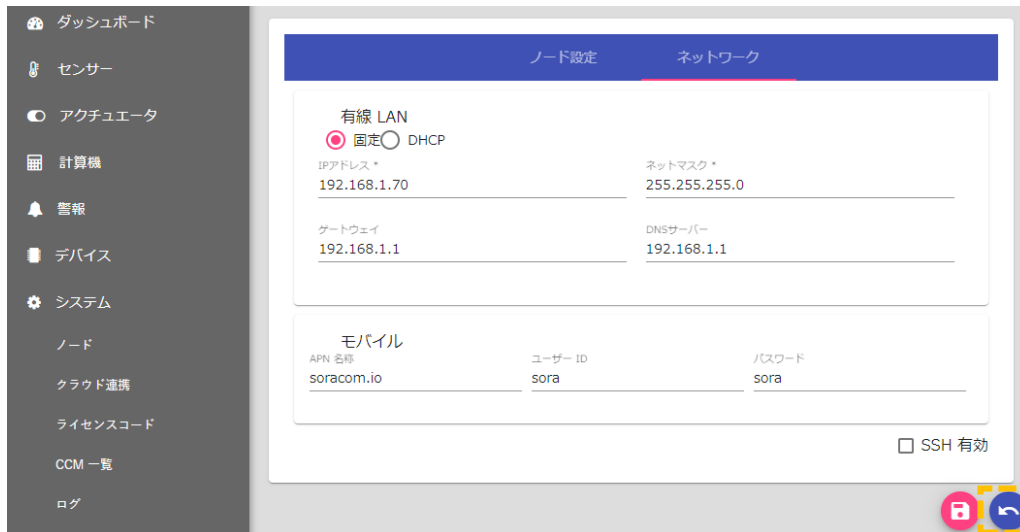 ダッシュボード
センサー
アクチュエータ
計算機
警報
デバイス
システム
ノード
クラウド連携
ライセンスコード
CCM 一覧
ログ
ノード設定 ネットワーク
有線 LAN
固定 DHCP
IPアドレス * ネットマスク *
192.168.1.70 255.255.255.0
ゲートウェイ DNSサーバー
192.168.1.1 192.168.1.1
モバイル
APN 名称 ユーザー ID パスワード
soracom.io sora sora
SSH 有効